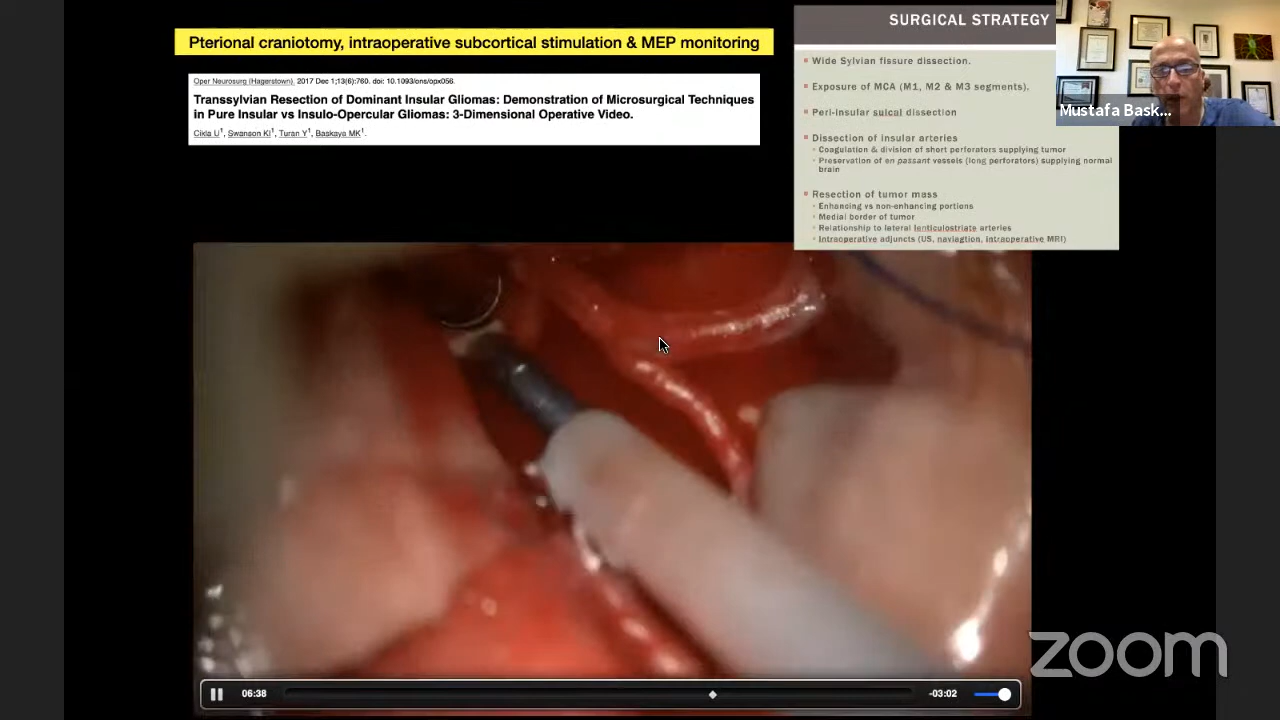 Pterional craniotomy, intraoperative subcortical stimulation & MEP monitoring
Oper Neurosurg (Hagerstown). 2017 Dec 1;13(6):760. doi: 10.1093/ons/opx056.
Transsylvian Resection of Dominant Insular Gliomas: Demonstration of Microsurgical Techniques
in Pure Insular vs Insulo-Opercular Gliomas: 3-Dimensional Operative Video.
Cikla U1, Swanson KI1, Turan Y1, Baskaya MK1.
SURGICAL STRATEGY
Wide Sylvian fissure dissection.
Exposure of MCA (M1, M2 & M3 segments).
Peri-insular sulcal dissection
Dissection of insular arteries
Coagulation & division of short perforators supplying tumor
Preservation of en passant vessels (long perforators) supplying normal
brain
Resection of tumor mass
Enhancing vs non-enhancing portions
Medial border of tumor
Relationship to lateral lenticulostriate arteries
Intraoperative adjuncts (US, naviagtion, intraoperative MRI)
Mustafa Bask...
06:38
-03:02
zoom